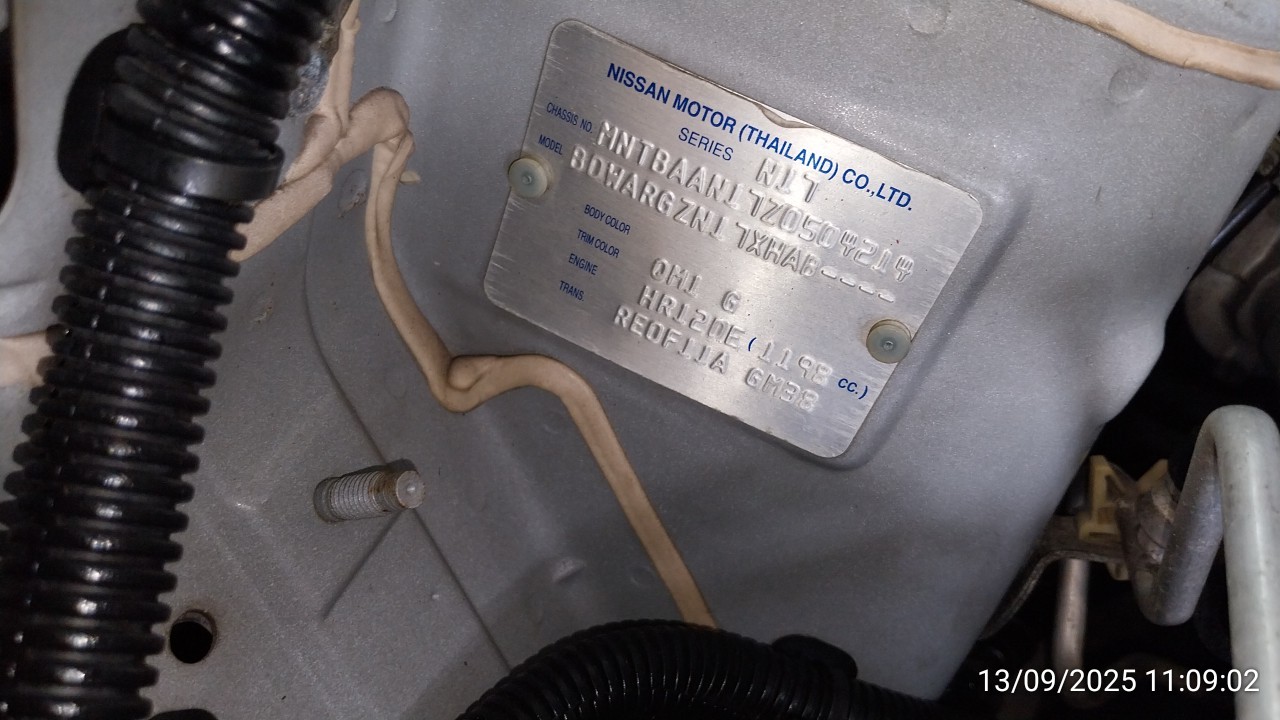 NISSAN MOTOR (THAILAND) CO.,LTD.
SERIES N17
CHASSIS NO. MNTBAAN17Z0504214
MODEL BDWARGZN17XHAB----
BODY COLOR
TRIM COLOR QM1 G
ENGINE HR12DE (1198 CC.)
TRANS. RE0F11A GM38
13/09/2025 11:09:02